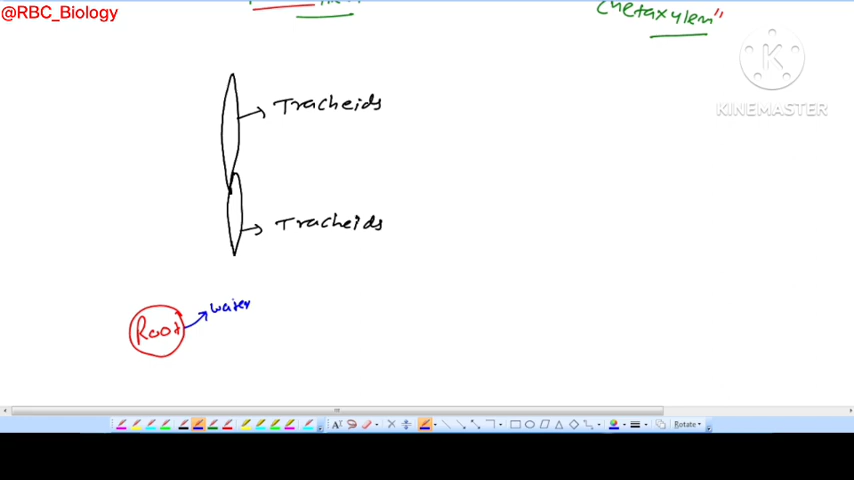 @RBC_Biology
"Metaxylem"
KINEMASTER
Tracheids
Tracheids
Root
water
Rotate